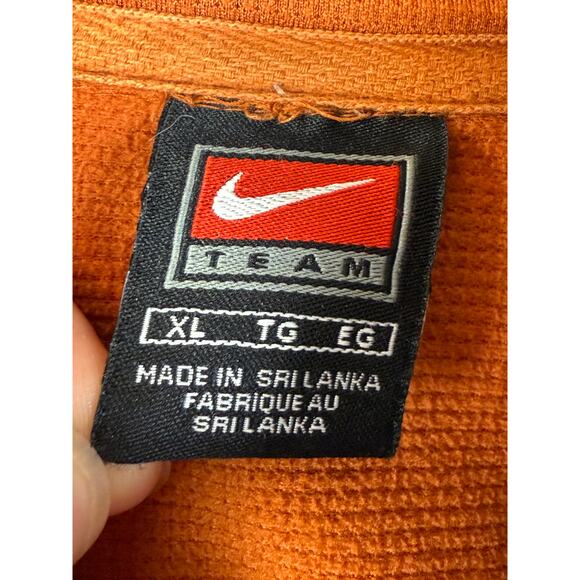 TEAM
XL TG EG
MADE IN SRI LANKA
FABRIQUE AU
SRI LANKA